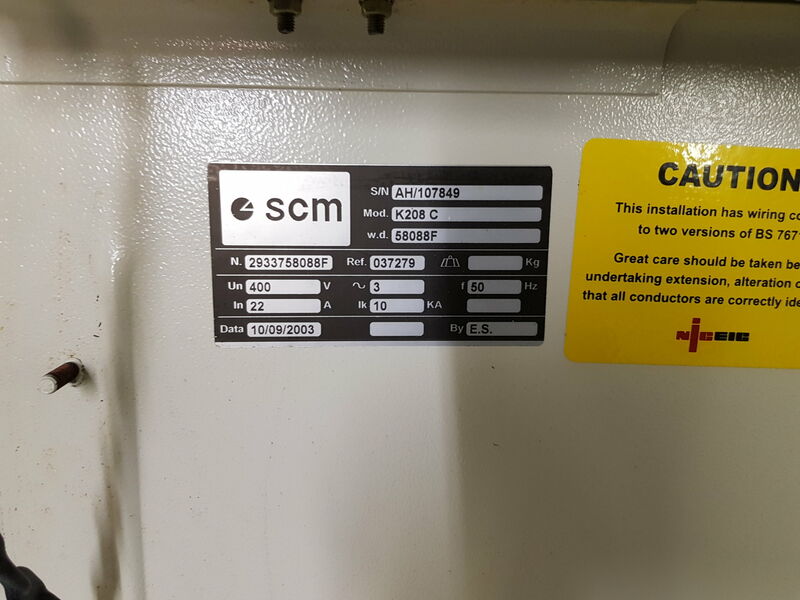 scm
S/N AH/107849
Mod. K208 C
w.d. 58088F
N. 2933758088F Ref. 037279 Kg
Un 400 V ~ 3 f 50 Hz
In 22 A Ik 10 KA
Data 10/09/2003 By E.S.
CAUTION
This installation has wiring co
to two versions of BS 767
Great care should be taken be
undertaking extension, alteration o
that all conductors are correctly ide
NICEIC